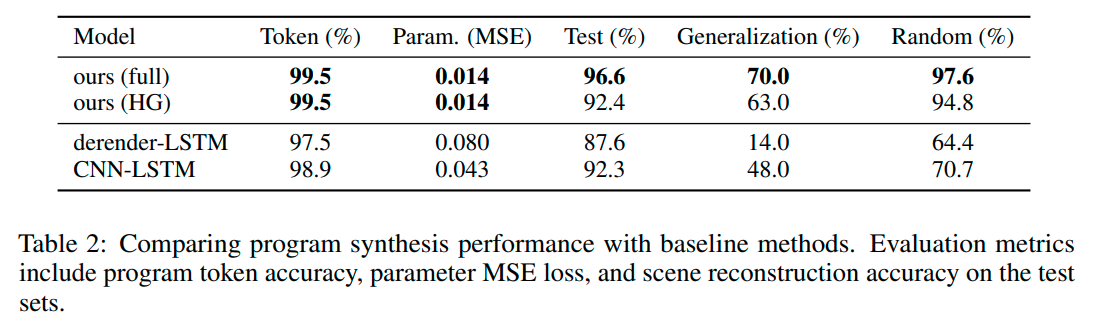 Model Token (%) Param. (MSE) Test (%) Generalization (%) Random (%)
ours (full) 99.5 0.014 96.6 70.0 97.6
ours (HG) 99.5 0.014 92.4 63.0 94.8
derender-LSTM 97.5 0.080 87.6 14.0 64.4
CNN-LSTM 98.9 0.043 92.3 48.0 70.7
Table 2: Comparing program synthesis performance with baseline methods. Evaluation metrics
include program token accuracy, parameter MSE loss, and scene reconstruction accuracy on the test
sets.